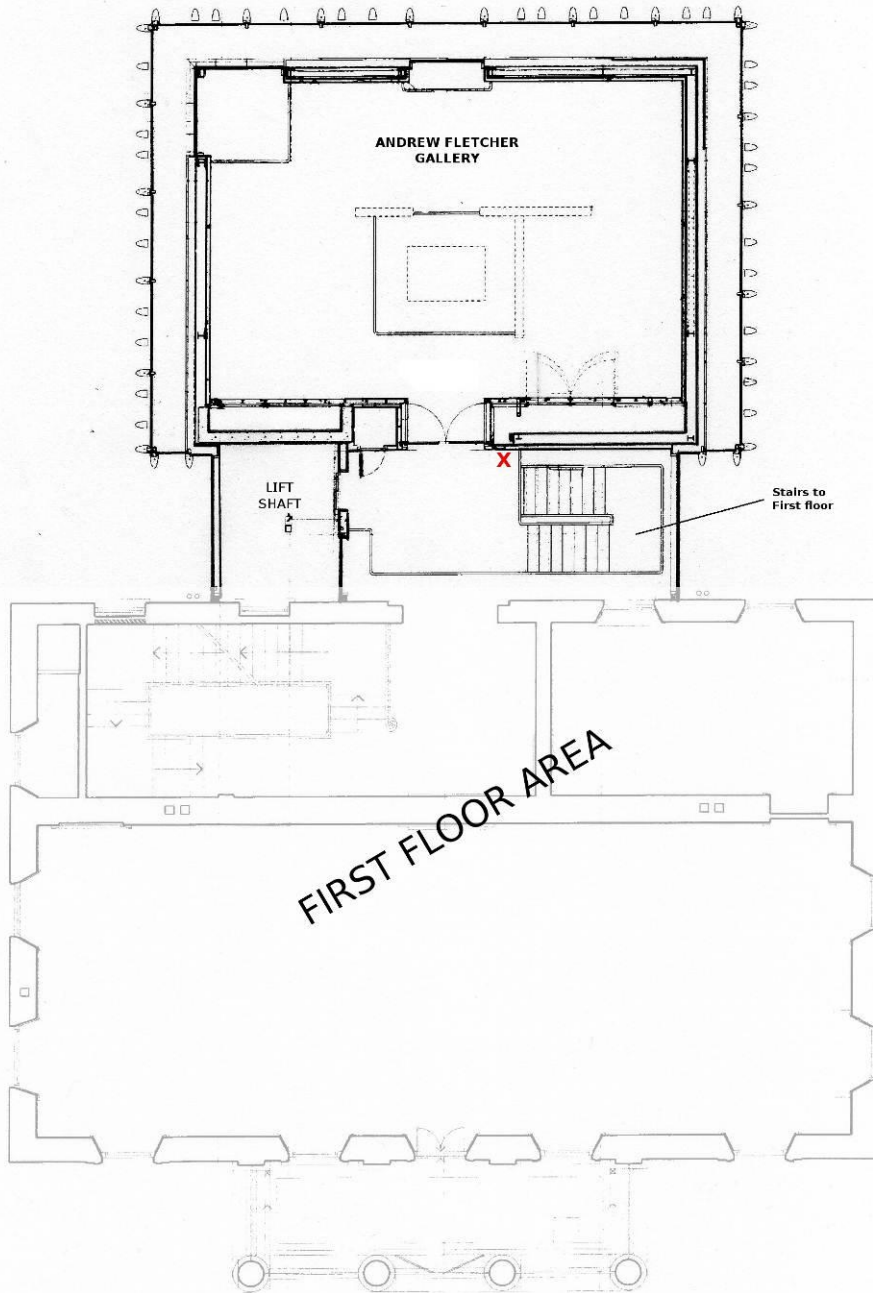 ANDREW FLETCHER
GALLERY
X
LIFT
SHAFT
Stairs to
First floor
FIRST FLOOR AREA